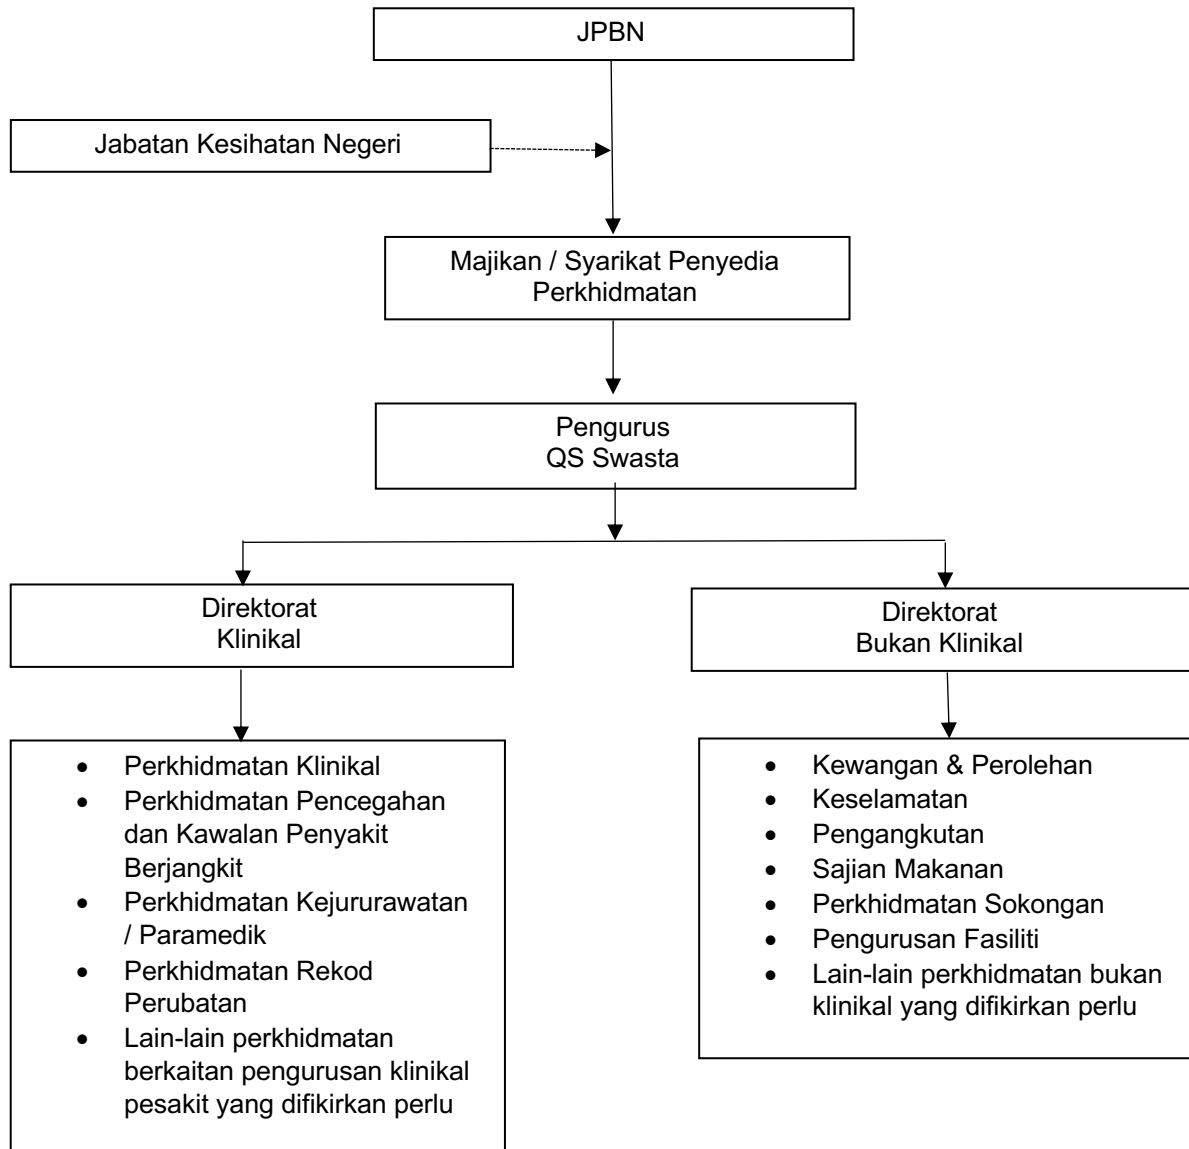 JPBN
Jabatan Kesihatan Negeri
Majikan / Syarikat Penyedia
Perkhidmatan
Pengurus
QS Swasta
Direktorat
Klinikal
Direktorat
Bukan Klinikal
• Perkhidmatan Klinikal
• Perkhidmatan Pencegahan
dan Kawalan Penyakit
Berjangkit
• Perkhidmatan Kejururawatan
/ Paramedik
• Perkhidmatan Rekod
Perubatan
• Lain-lain perkhidmatan
berkaitan pengurusan klinikal
pesakit yang difikirkan perlu
• Kewangan & Perolehan
• Keselamatan
• Pengangkutan
• Sajian Makanan
• Perkhidmatan Sokongan
• Pengurusan Fasiliti
• Lain-lain perkhidmatan bukan
klinikal yang difikirkan perlu